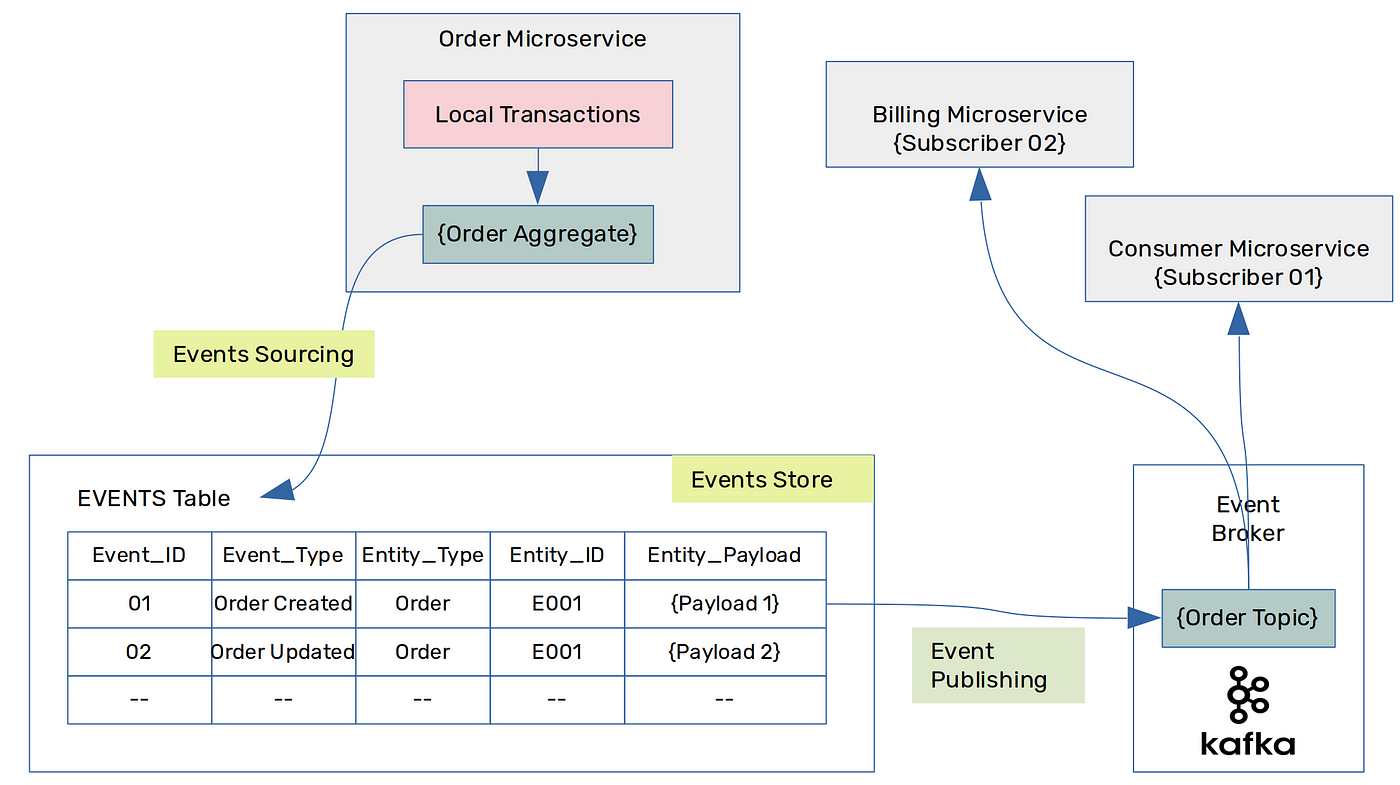 Order Microservice
Local Transactions
{Order Aggregate}
Billing Microservice
{Subscriber 02}
Consumer Microservice
{Subscriber 01}
Events Sourcing
Events Store
EVENTS Table
Event_ID Event_Type Entity_Type Entity_ID Entity_Payload
01 Order Created Order E001 {Payload 1}
02 Order Updated Order E001 {Payload 2}
-- -- -- -- --
Event
Publishing
Event
Broker
{Order Topic}
kafka